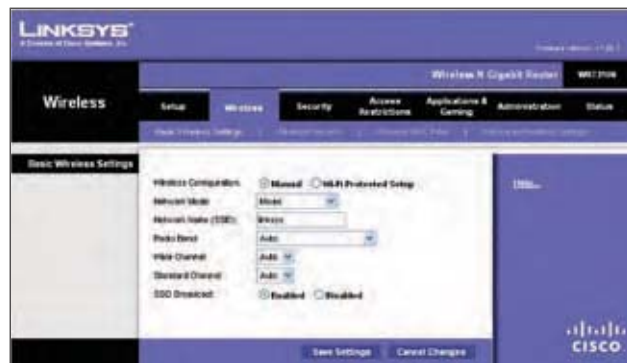 LINKSYS®
A Division of Cisco Systems, Inc.
Wireless-N Gigabit Router
Wireless
Setup
Wireless
Security
Access Restrictions
Applications & Gaming
Administration
Status
Basic Wireless Settings
Basic Wireless Settings
Wireless Configuration: Manual Wi-Fi Protected Setup
Network Mode: Mixed
Network Name (SSID): linksys
Radio Band: Auto
Wide Channel: Auto
Standard Channel: Auto
SSID Broadcast: Enabled Disabled
Help...
Save Settings Cancel Changes
CISCO